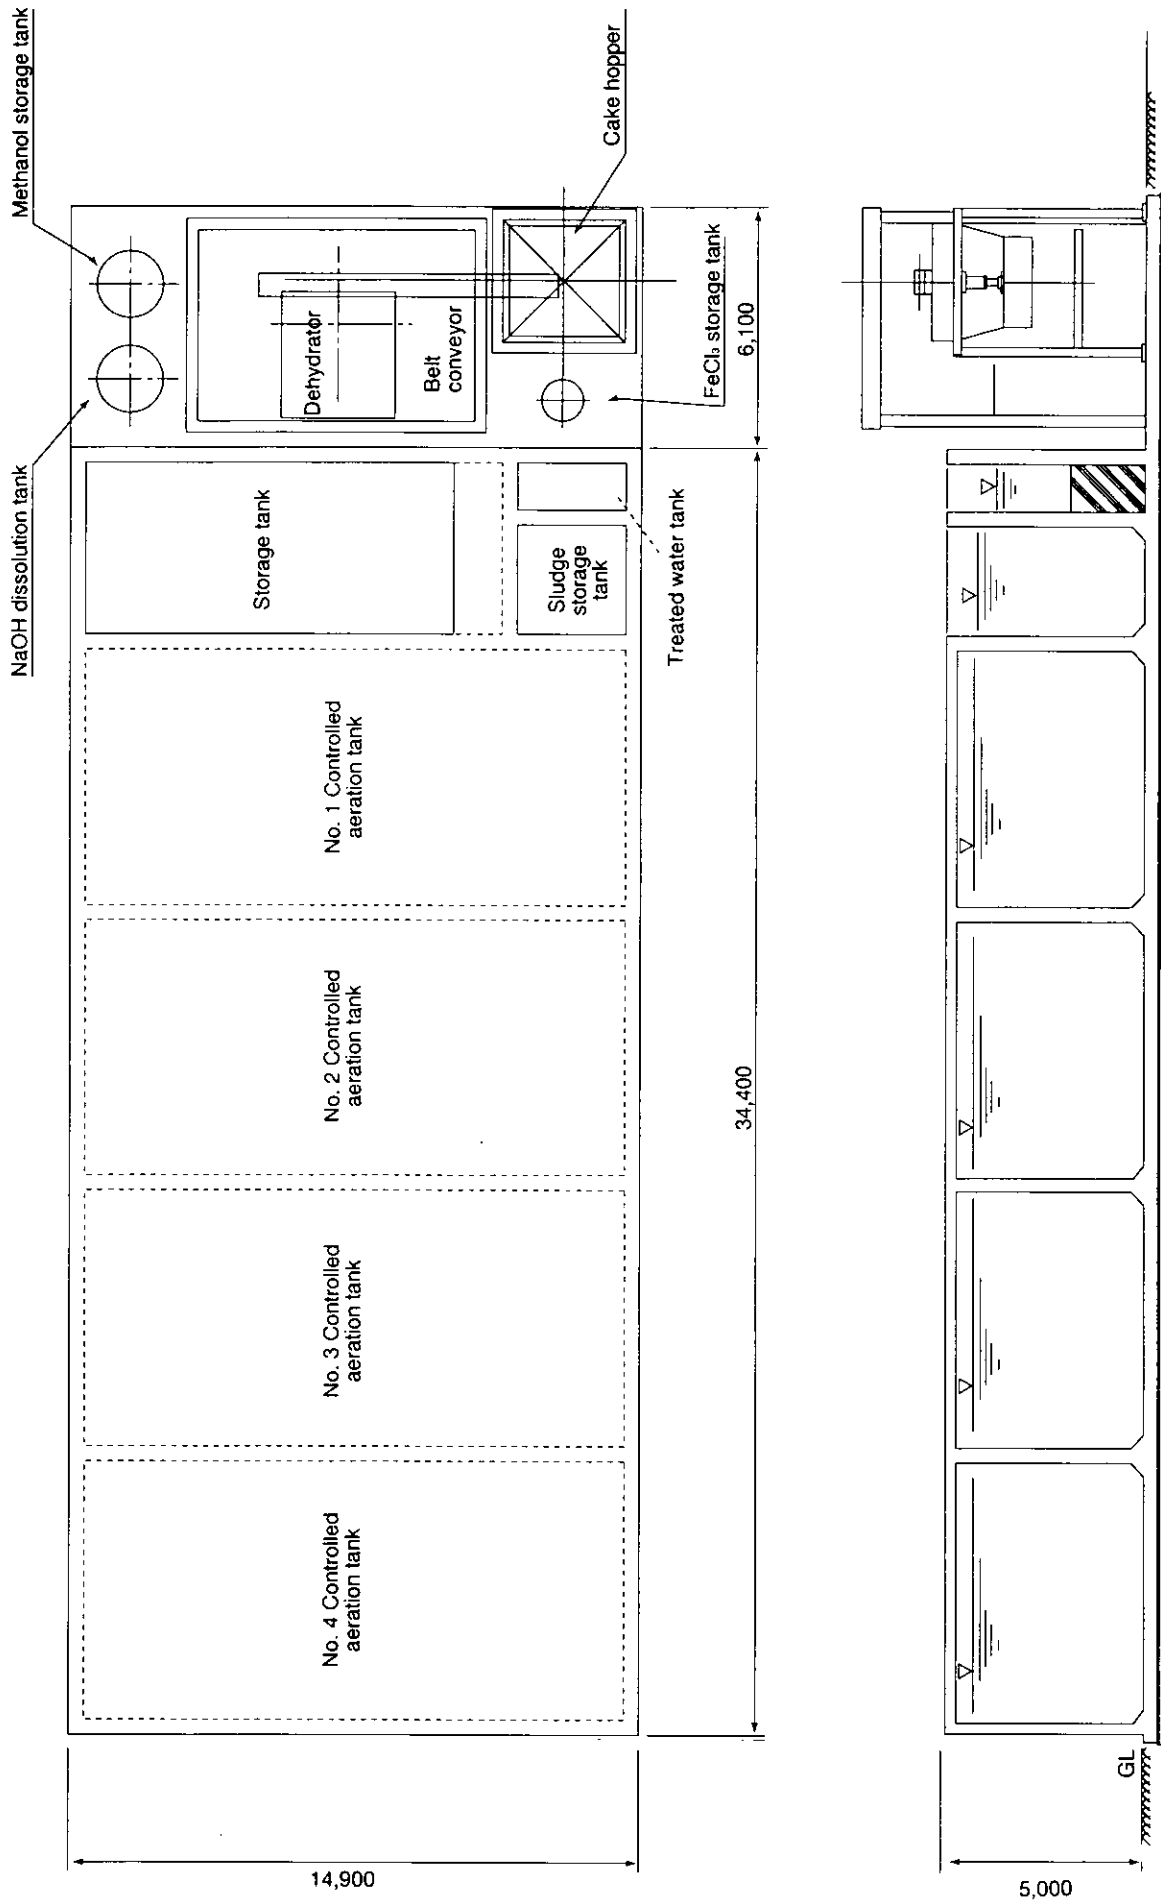 Methanol storage tank
NaOH dissolution tank
Cake hopper
FeCl₃ storage tank
6,100
Dehydrator
Belt
conveyor
Storage tank
Sludge
storage
tank
Treated water tank
No. 1 Controlled
aeration tank
No. 2 Controlled
aeration tank
No. 3 Controlled
aeration tank
No. 4 Controlled
aeration tank
34,400
14,900
GL
5,000